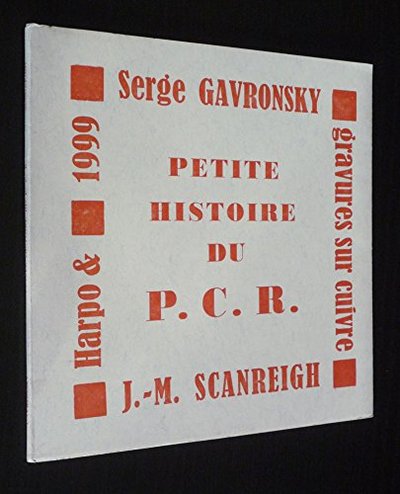 Serge GAVRONSKY
PETITE
HISTOIRE
DU
P. C. R.
J.-M. SCANREIGH
gravures sur cuivre
Harpo & ■ 1999